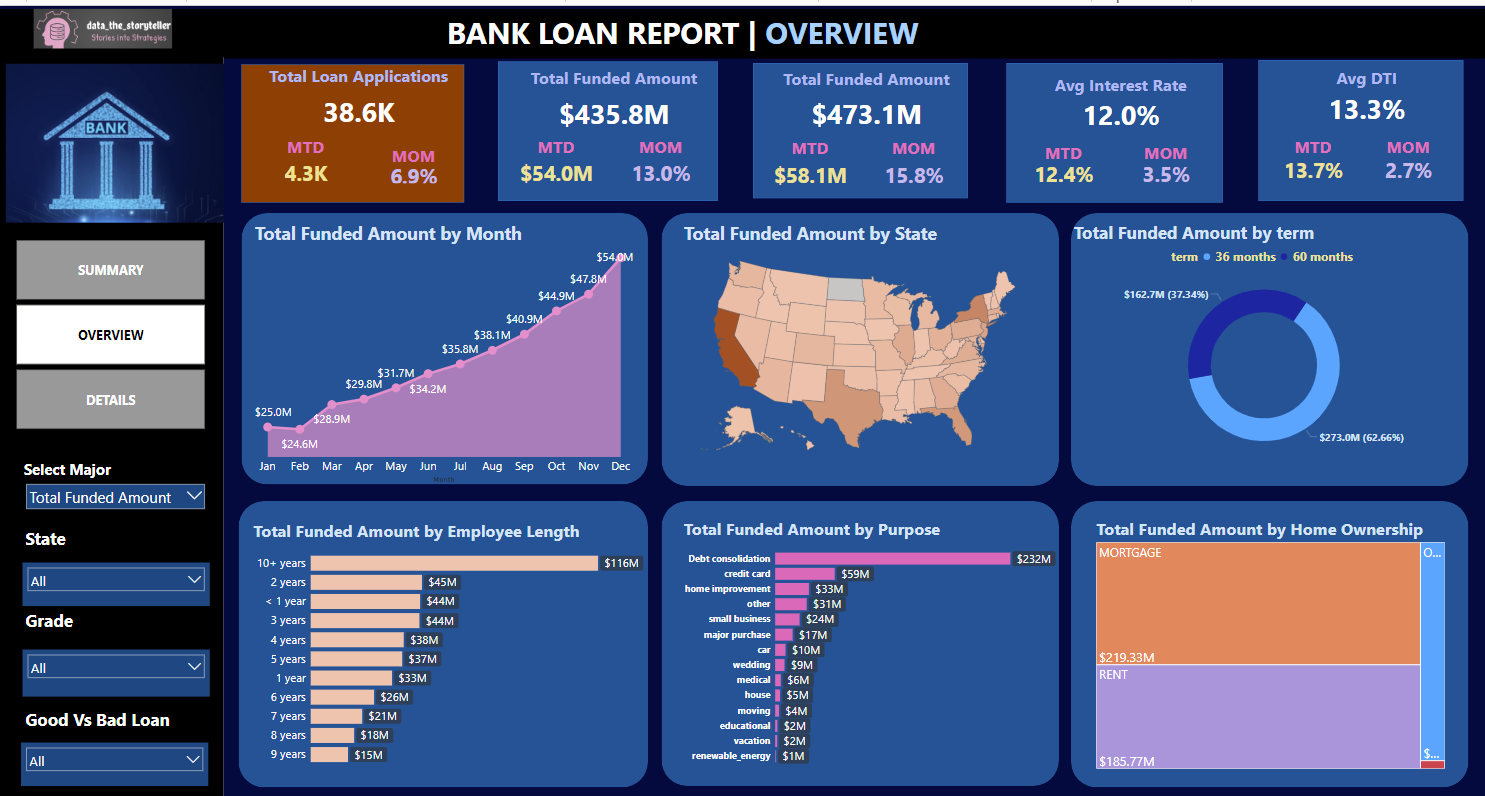 data_the_storyteller
Stories into Strategies
BANK LOAN REPORT | OVERVIEW
BANK
Total Loan Applications
38.6K
MTD
4.3K
MOM
6.9%
Total Funded Amount
$435.8M
MTD
$54.0M
MOM
13.0%
Total Funded Amount
$473.1M
MTD
$58.1M
MOM
15.8%
Avg Interest Rate
12.0%
MTD
12.4%
MOM
3.5%
Avg DTI
13.3%
MTD
13.7%
MOM
2.7%
SUMMARY
OVERVIEW
DETAILS
Select Major
Total Funded Amount
State
All
Grade
All
Good Vs Bad Loan
All
Total Funded Amount by Month
$25.0M
$24.6M
$28.9M
$29.8M
$31.7M
$34.2M
$35.8M
$38.1M
$40.9M
$44.9M
$47.8M
$54.0M
Jan Feb Mar Apr May Jun Jul Aug Sep Oct Nov Dec
Month
Total Funded Amount by State
Total Funded Amount by term
term 36 months 60 months
$162.7M (37.34%)
$273.0M (62.66%)
Total Funded Amount by Employee Length
10+ years $116M
2 years $45M
< 1 year $44M
3 years $44M
4 years $38M
5 years $37M
1 year $33M
6 years $26M
7 years $21M
8 years $18M
9 years $15M
Total Funded Amount by Purpose
Debt consolidation $232M
credit card $59M
home improvement $33M
other $31M
small business $24M
major purchase $17M
car $10M
wedding $9M
medical $6M
house $5M
moving $4M
educational $2M
vacation $2M
renewable_energy $1M
Total Funded Amount by Home Ownership
MORTGAGE
$219.33M
RENT
$185.77M
O...
$...